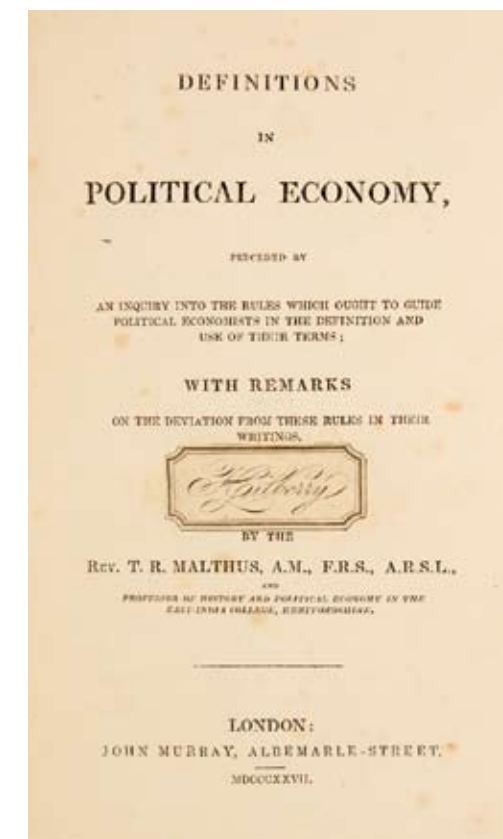 DEFINITIONS
IN
POLITICAL ECONOMY,
PRECEDED BY
AN INQUIRY INTO THE RULES WHICH OUGHT TO GUIDE
POLITICAL ECONOMISTS IN THE DEFINITION AND
USE OF THEIR TERMS;
WITH REMARKS
ON THE DEVIATION FROM THESE RULES IN THEIR
WRITINGS.
BY THE
REV. T. R. MALTHUS, A.M., F.R.S., A.R.S.L.,
AND
PROFESSOR OF HISTORY AND POLITICAL ECONOMY IN THE
EAST-INDIA COLLEGE, HERTFORDSHIRE.
LONDON:
JOHN MURRAY, ALBEMARLE-STREET.
MDCCCXXVII.